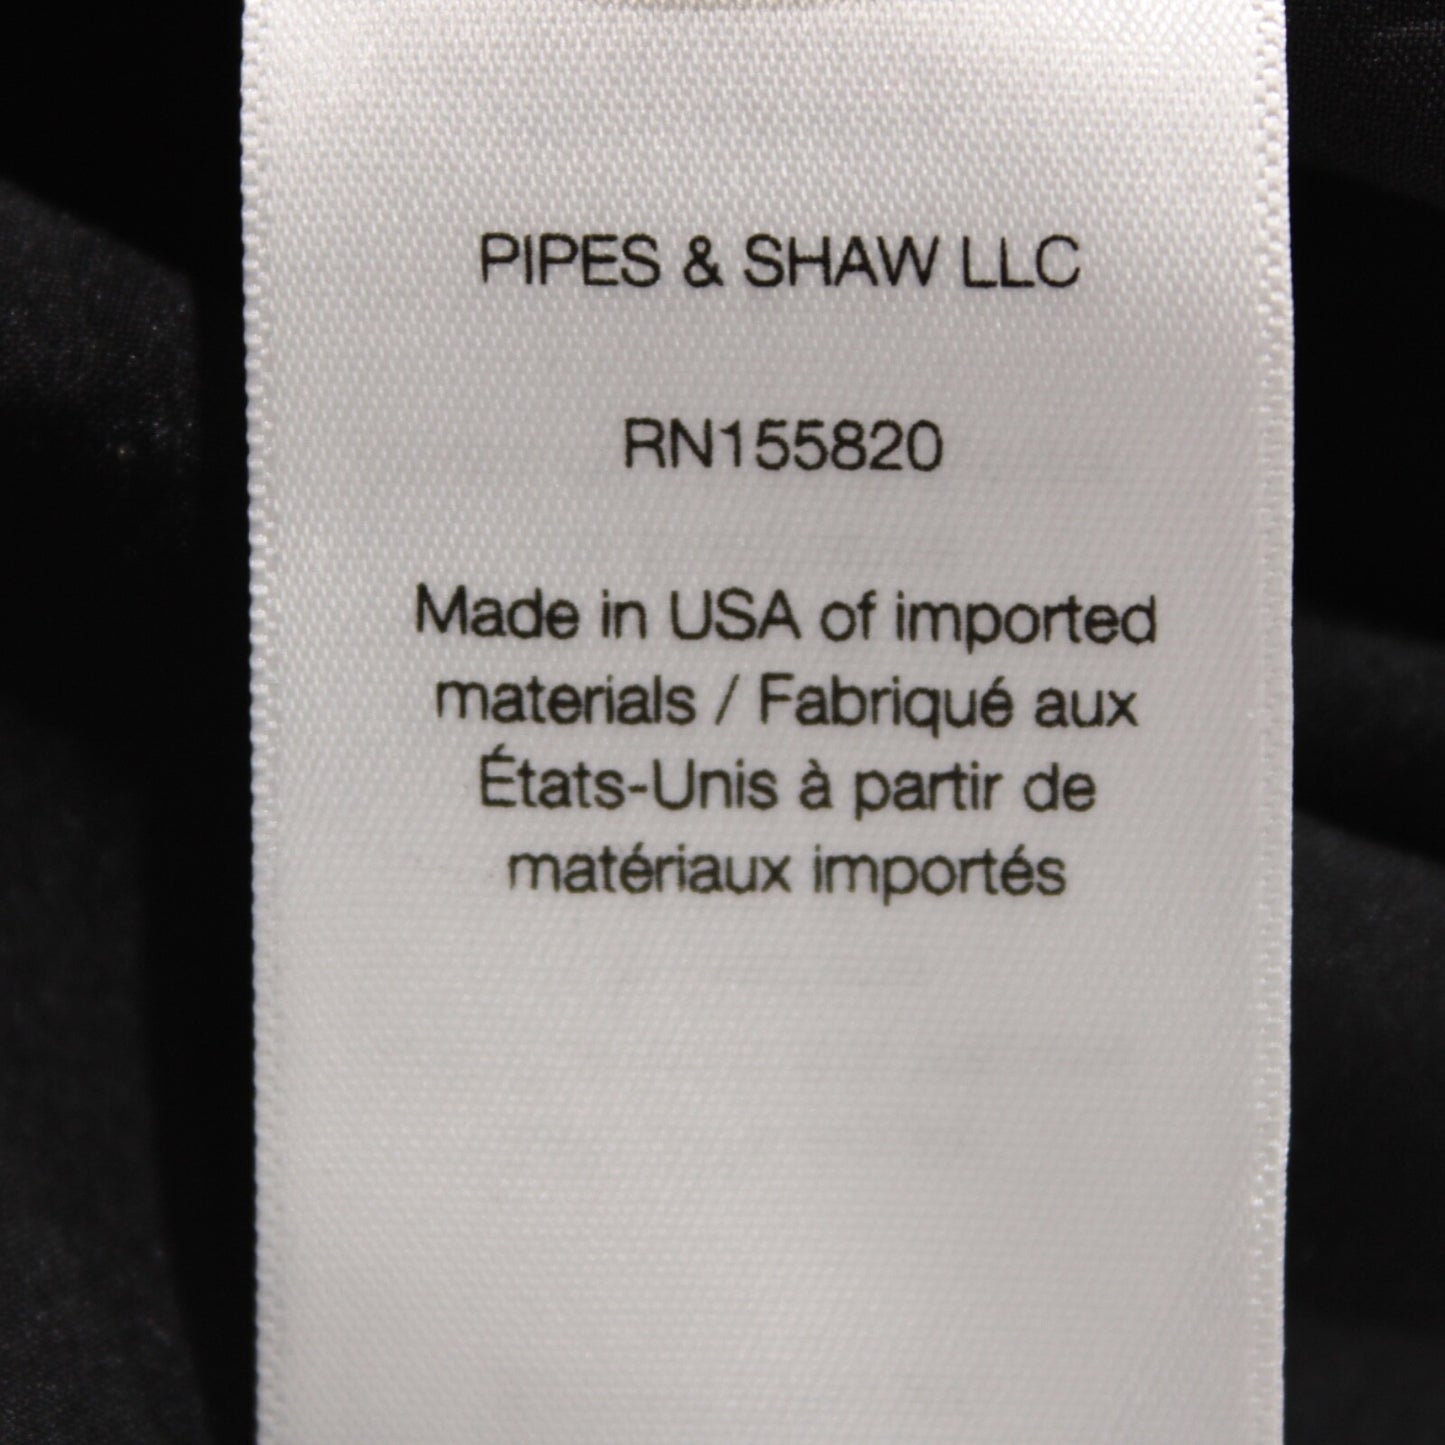 PIPES & SHAW LLC
RN155820
Made in USA of imported
materials / Fabriqué aux
États-Unis à partir de
matériaux importés